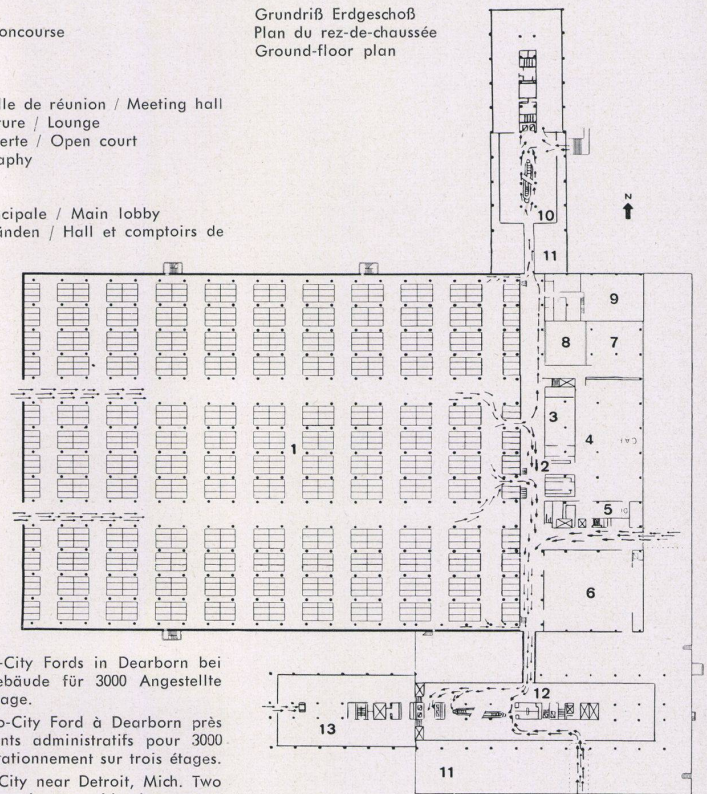 Grundriß Erdgeschoß
Plan du rez-de-chaussée
Ground-floor plan
oncourse
lle de réunion / Meeting hall
ture / Lounge
erte / Open court
aphy
cipale / Main lobby
ünden / Hall et comptoirs de
N
10
11
9
8
7
3
4
1
2
5
6
12
13
11
-City Fords in Dearborn bei
ebäude für 3000 Angestellte
age.
o-City Ford à Dearborn près
nts administratifs pour 3000
tationnement sur trois étages.
City near Detroit, Mich. Two